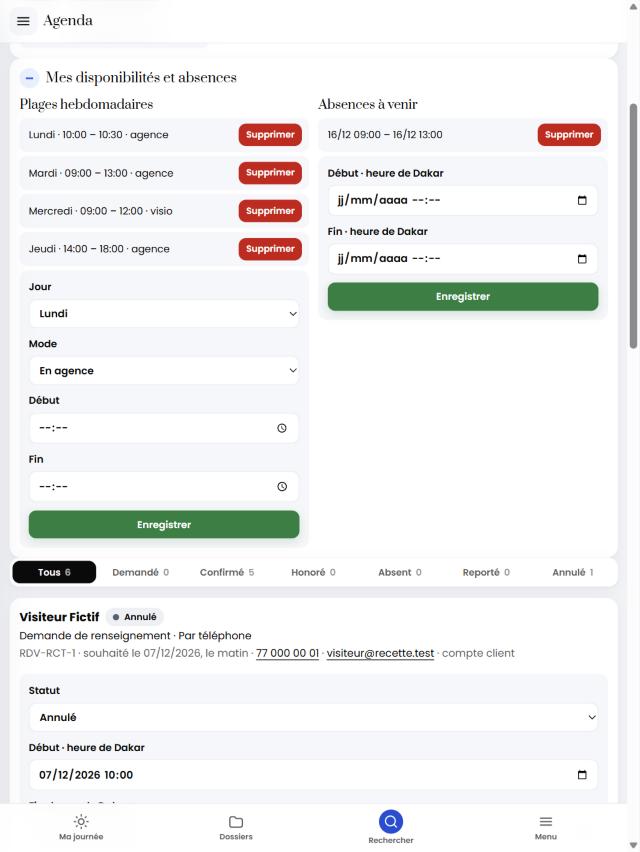 Agenda
Mes disponibilités et absences
Plages hebdomadaires
Lundi · 10:00 – 10:30 · agence
Supprimer
Mardi · 09:00 – 13:00 · agence
Supprimer
Mercredi · 09:00 – 12:00 · visio
Supprimer
Jeudi · 14:00 – 18:00 · agence
Supprimer
Jour
Lundi
Mode
En agence
Début
--:--
Fin
--:--
Enregistrer
Absences à venir
16/12 09:00 – 16/12 13:00
Supprimer
Début · heure de Dakar
jj/mm/aaaa --:--
Fin · heure de Dakar
jj/mm/aaaa --:--
Enregistrer
Tous 6 Demandé 0 Confirmé 5 Honoré 0 Absent 0 Reporté 0 Annulé 1
Visiteur Fictif Annulé
Demande de renseignement · Par téléphone
RDV-RCT-1 · souhaité le 07/12/2026, le matin · 77 000 00 01 · visiteur@recette.test · compte client
Statut
Annulé
Début · heure de Dakar
07/12/2026 10:00
Ma journée
Dossiers
Rechercher
Menu